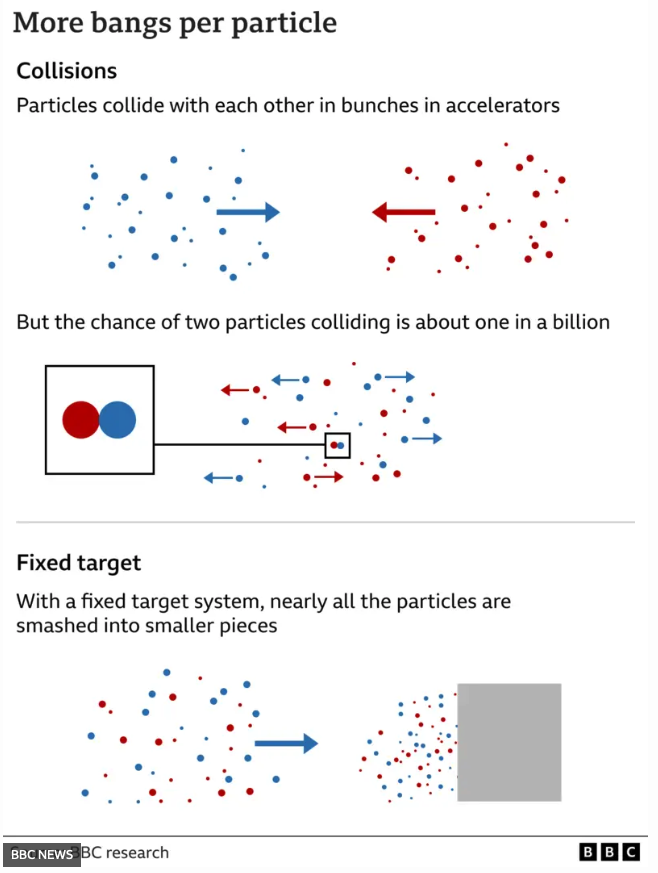 More bangs per particle
Collisions
Particles collide with each other in bunches in accelerators
But the chance of two particles colliding is about one in a billion
Fixed target
With a fixed target system, nearly all the particles are
smashed into smaller pieces
BBC NEWS BBC research
BBC